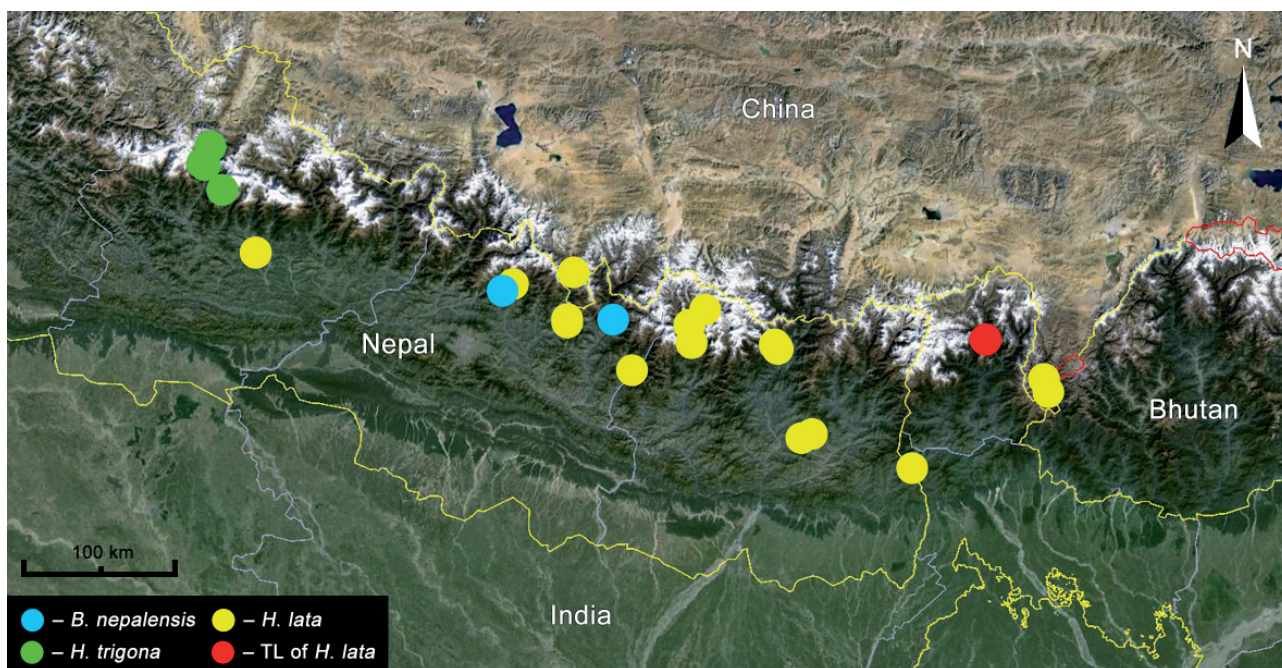 N
China
Nepal
Bhutan
100 km
India
– B. nepalensis – H. lata
– H. trigona – TL of H. lata